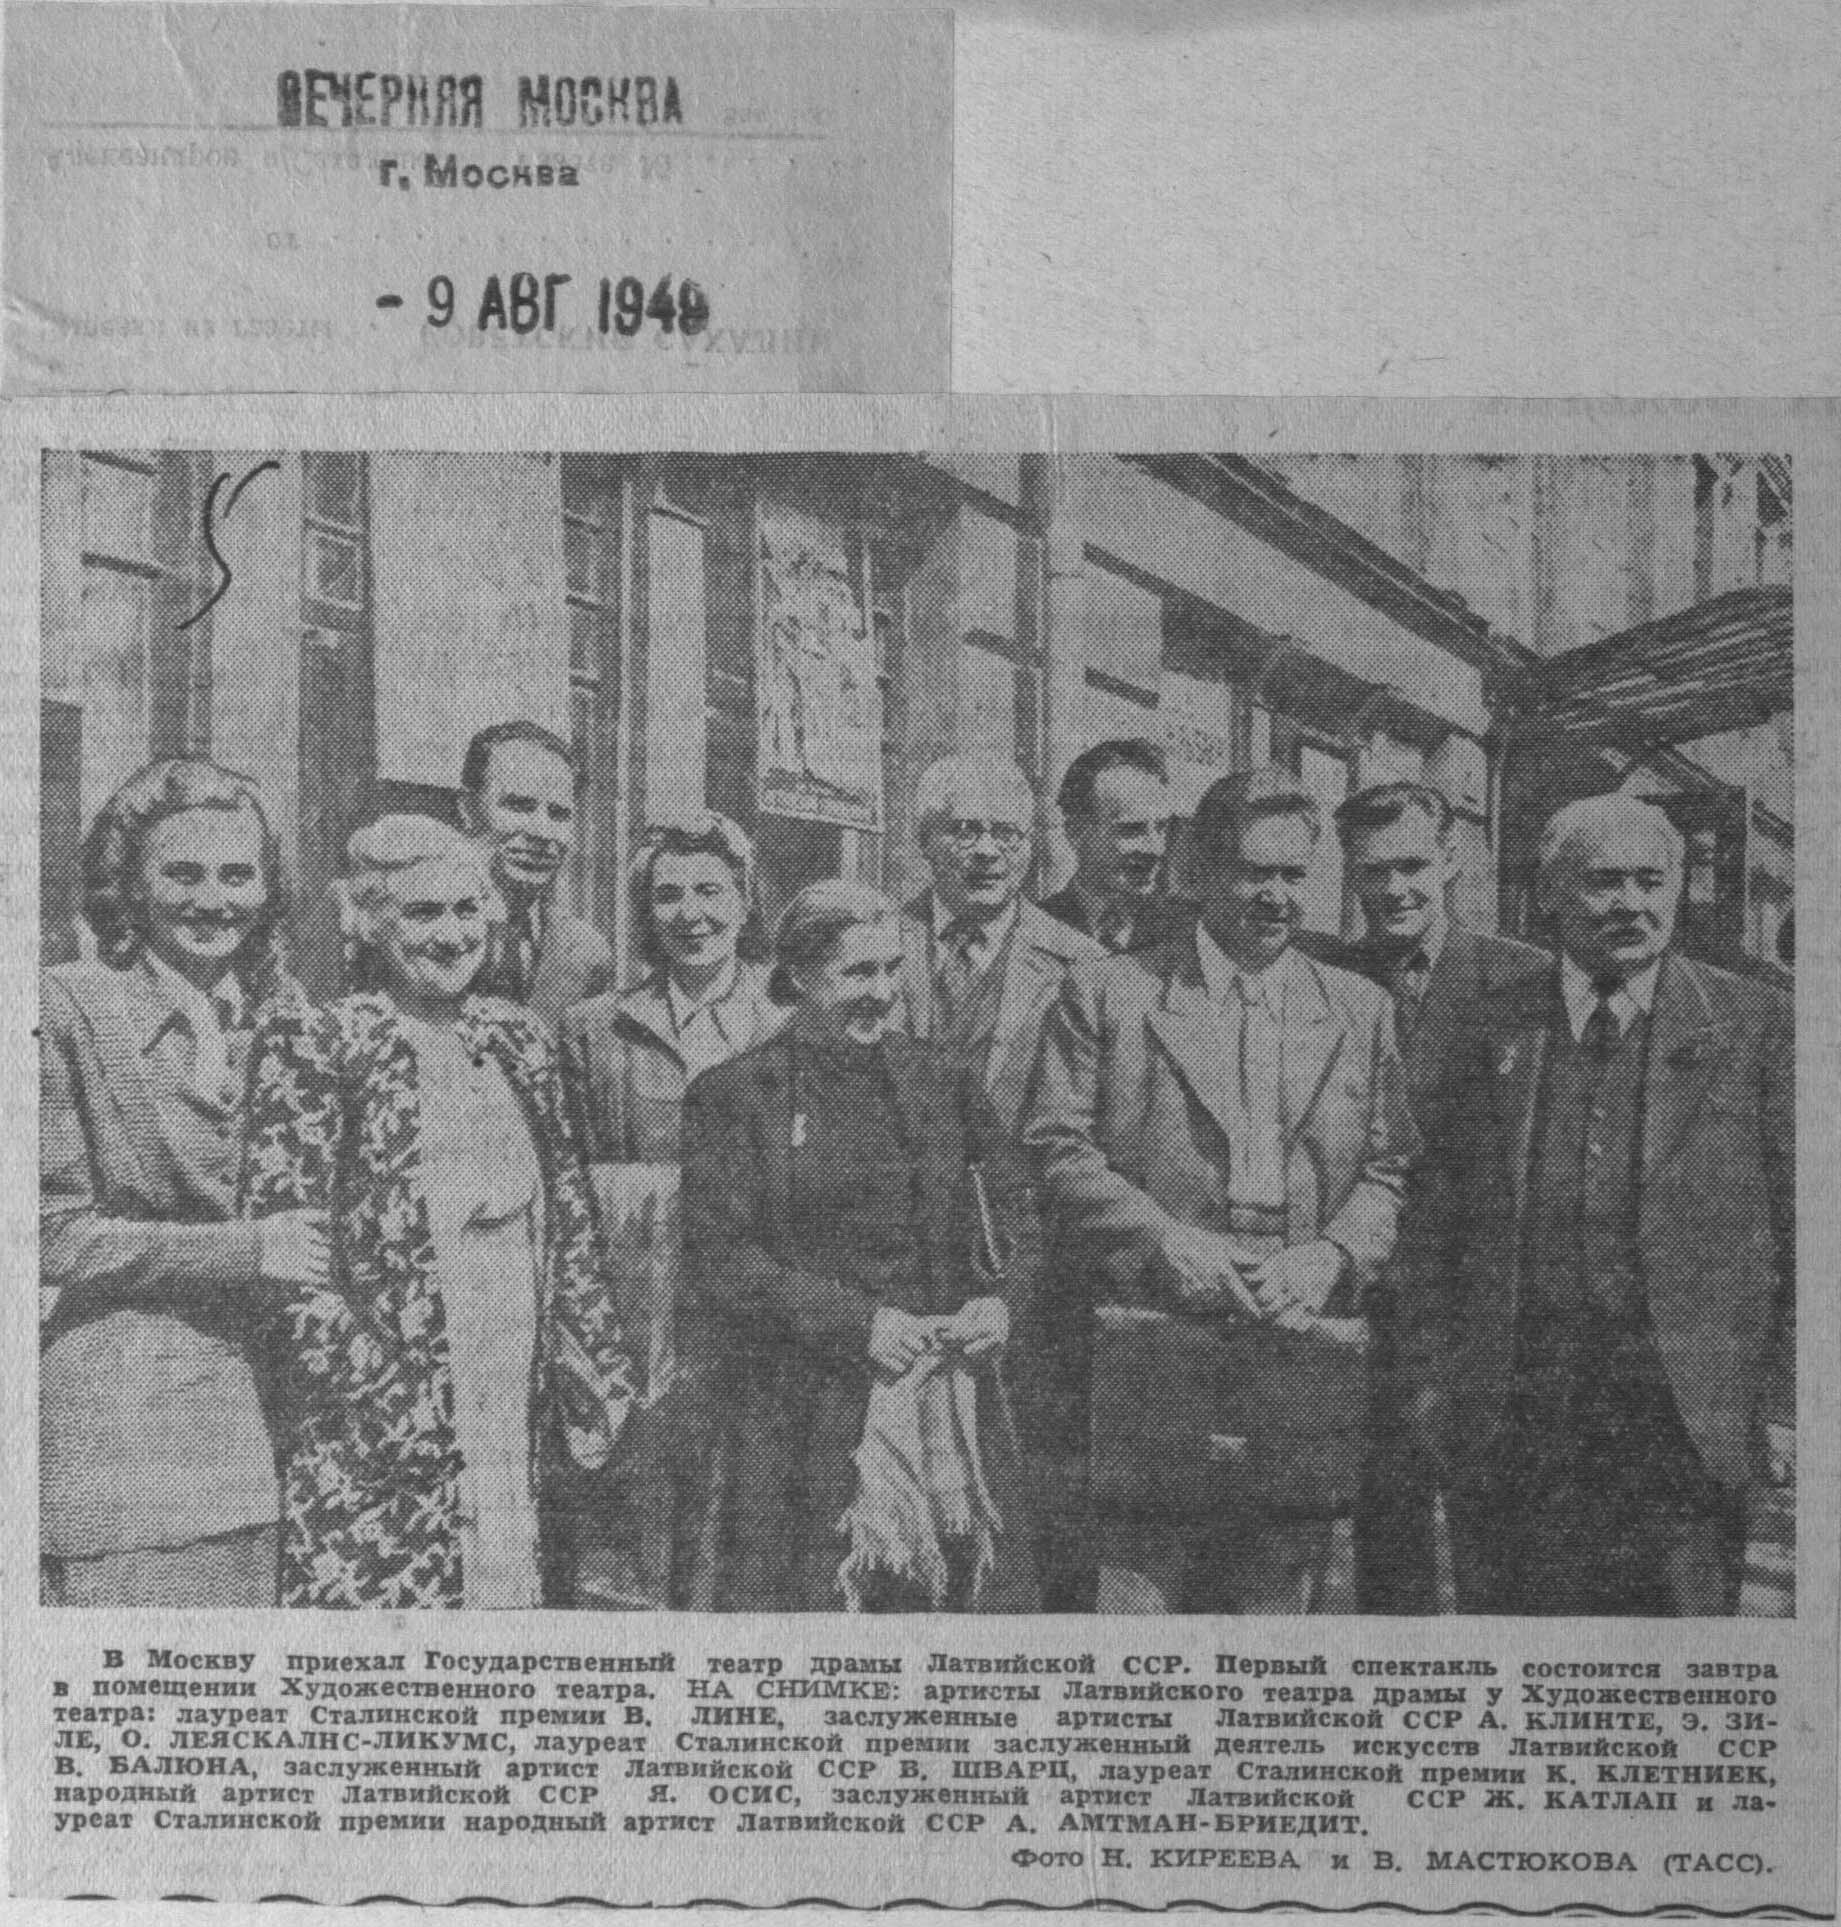 ВЕЧЕРНЯЯ МОСКВА
г. Москва
- 9 АВГ 1949
В Москву приехал Государственный театр драмы Латвийской ССР. Первый спектакль состоится завтра
в помещении Художественного театра. НА СНИМКЕ: артисты Латвийского театра драмы у Художественного
театра: лауреат Сталинской премии В. ЛИНЕ, заслуженные артисты Латвийской ССР А. КЛИНТЕ, Э. ЗИ-
ЛЕ, О. ЛЕЯСКАЛНС-ЛИКУМС, лауреат Сталинской премии заслуженный деятель искусств Латвийской ССР
В. БАЛЮНА, заслуженный артист Латвийской ССР В. ШВАРЦ, лауреат Сталинской премии К. КЛЕТНИЕК,
народный артист Латвийской ССР Я. ОСИС, заслуженный артист Латвийской ССР Ж. КАТЛАП и ла-
уреат Сталинской премии народный артист Латвийской ССР А. АМТМАН-БРИЕДИТ.
Фото Н. КИРЕЕВА и В. МАСТЮКОВА (ТАСС).